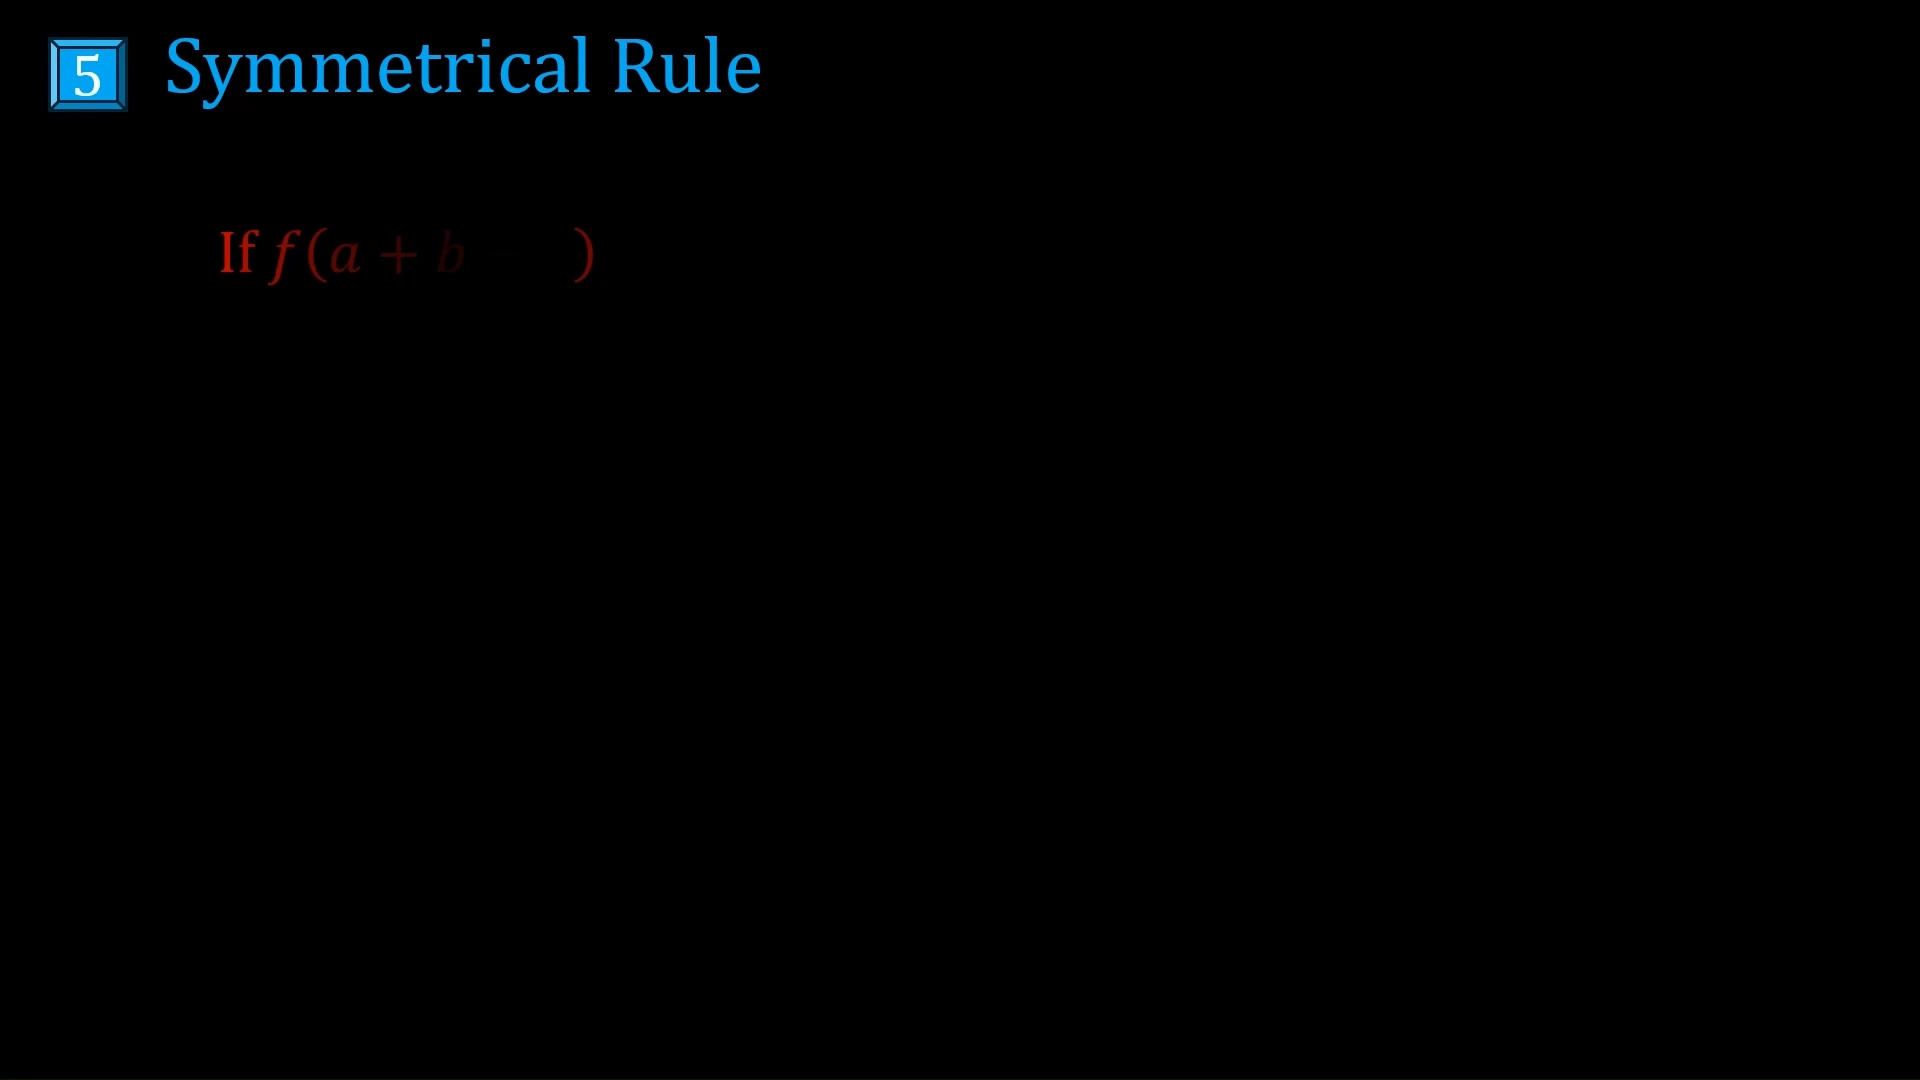 5 Symmetrical Rule
If f(a + b − )